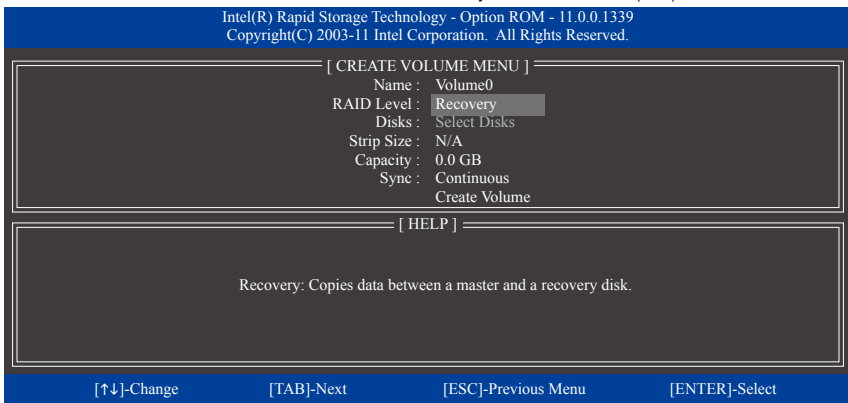 Intel(R) Rapid Storage Technology - Option ROM - 11.0.0.1339
Copyright(C) 2003-11 Intel Corporation. All Rights Reserved.
[ CREATE VOLUME MENU ]
Name : Volume0
RAID Level : Recovery
Disks : Select Disks
Strip Size : N/A
Capacity : 0.0 GB
Sync : Continuous
Create Volume
[ HELP ]
Recovery: Copies data between a master and a recovery disk.
[↑↓]-Change [TAB]-Next [ESC]-Previous Menu [ENTER]-Select